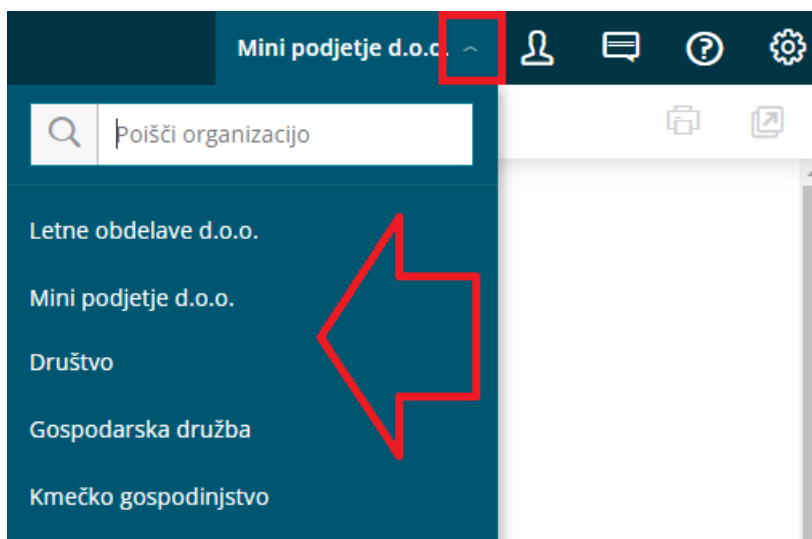 Mini podjetje d.o.o.
Poišči organizacijo
Letne obdelave d.o.o.
Mini podjetje d.o.o.
Društvo
Gospodarska družba
Kmečko gospodinjstvo